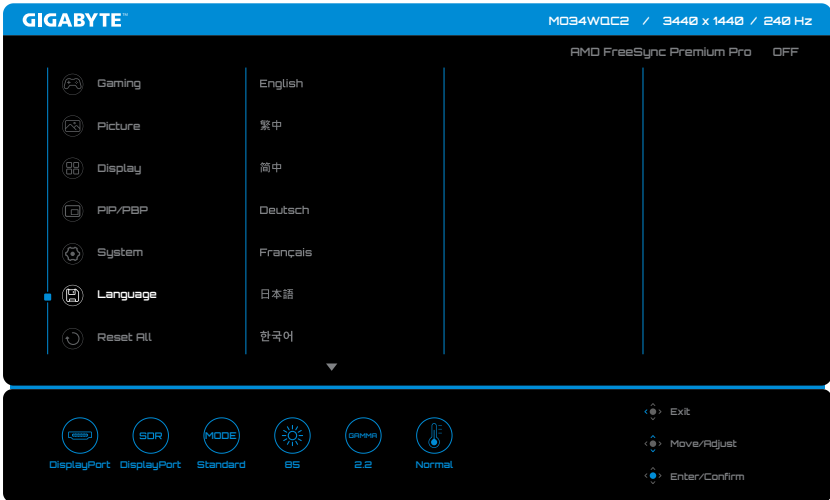 GIGABYTE™
MO34WQC2 / 3440 x 1440 / 240 Hz
AMD FreeSync Premium Pro OFF
Gaming English
Picture 繁中
Display 简中
PIP/PBP Deutsch
System Français
Language 日本語
Reset All 한국어
SDR MODE GAMMA
DisplayPort DisplayPort Standard 85 2.2 Normal
Exit
Move/Adjust
Enter/Confirm